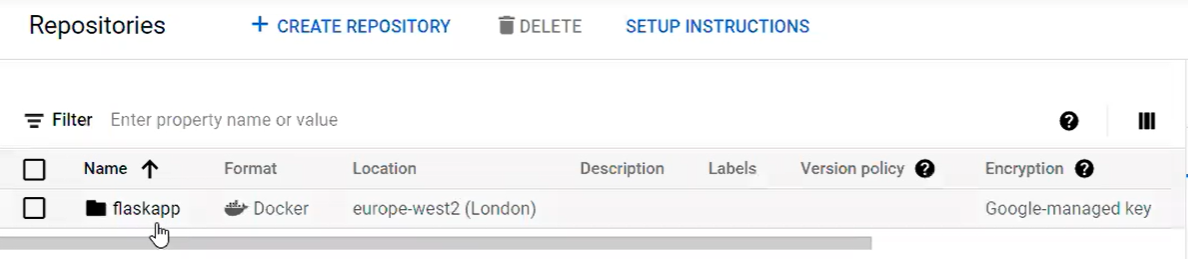 Repositories + CREATE REPOSITORY DELETE SETUP INSTRUCTIONS
Filter Enter property name or value ?
Name ↑ Format Location Description Labels Version policy ? Encryption ?
flaskapp Docker europe-west2 (London) Google-managed key